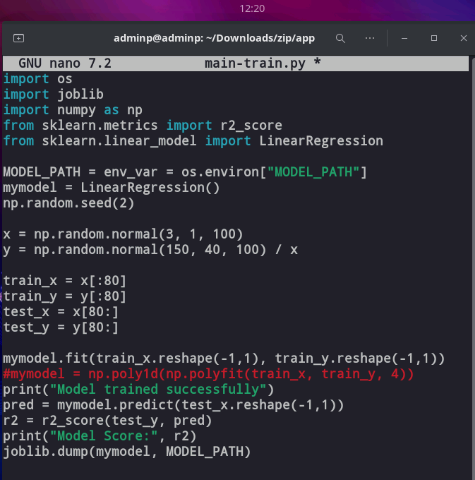 12:20
adminp@adminp: ~/Downloads/zip/app
GNU nano 7.2 main-train.py *
import os
import joblib
import numpy as np
from sklearn.metrics import r2_score
from sklearn.linear_model import LinearRegression
MODEL_PATH = env_var = os.environ["MODEL_PATH"]
mymodel = LinearRegression()
np.random.seed(2)
x = np.random.normal(3, 1, 100)
y = np.random.normal(150, 40, 100) / x
train_x = x[:80]
train_y = y[:80]
test_x = x[80:]
test_y = y[80:]
mymodel.fit(train_x.reshape(-1,1), train_y.reshape(-1,1))
#mymodel = np.poly1d(np.polyfit(train_x, train_y, 4))
print("Model trained successfully")
pred = mymodel.predict(test_x.reshape(-1,1))
r2 = r2_score(test_y, pred)
print("Model Score:", r2)
joblib.dump(mymodel, MODEL_PATH)